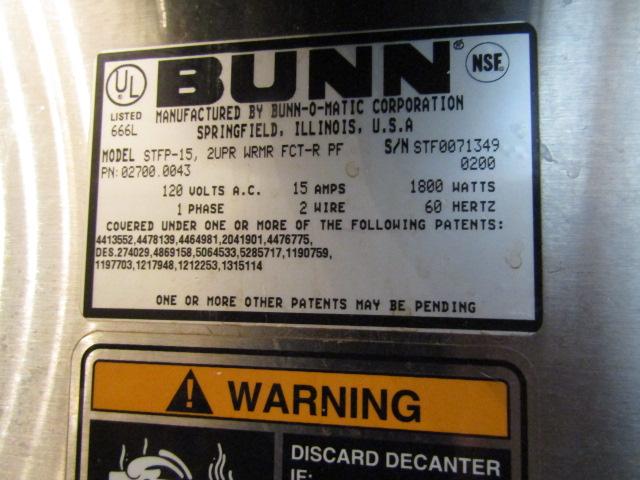 UL ®
LISTED
666L
BUNN®
NSF®
MANUFACTURED BY BUNN-O-MATIC CORPORATION
SPRINGFIELD, ILLINOIS, U.S.A
MODEL STFP-15, 2UPR WRMR FCT-R PF S/N STF0071349
PN: 02700.0043 0200
120 VOLTS A.C. 15 AMPS 1800 WATTS
1 PHASE 2 WIRE 60 HERTZ
COVERED UNDER ONE OR MORE OF THE FOLLOWING PATENTS:
4413552,4478139,4464981,2041901,4476775,
DES.274029,4869158,5064533,5285717,1190759,
1197703,1217948,1212253,1315114
ONE OR MORE OTHER PATENTS MAY BE PENDING
WARNING
DISCARD DECANTER
IF: